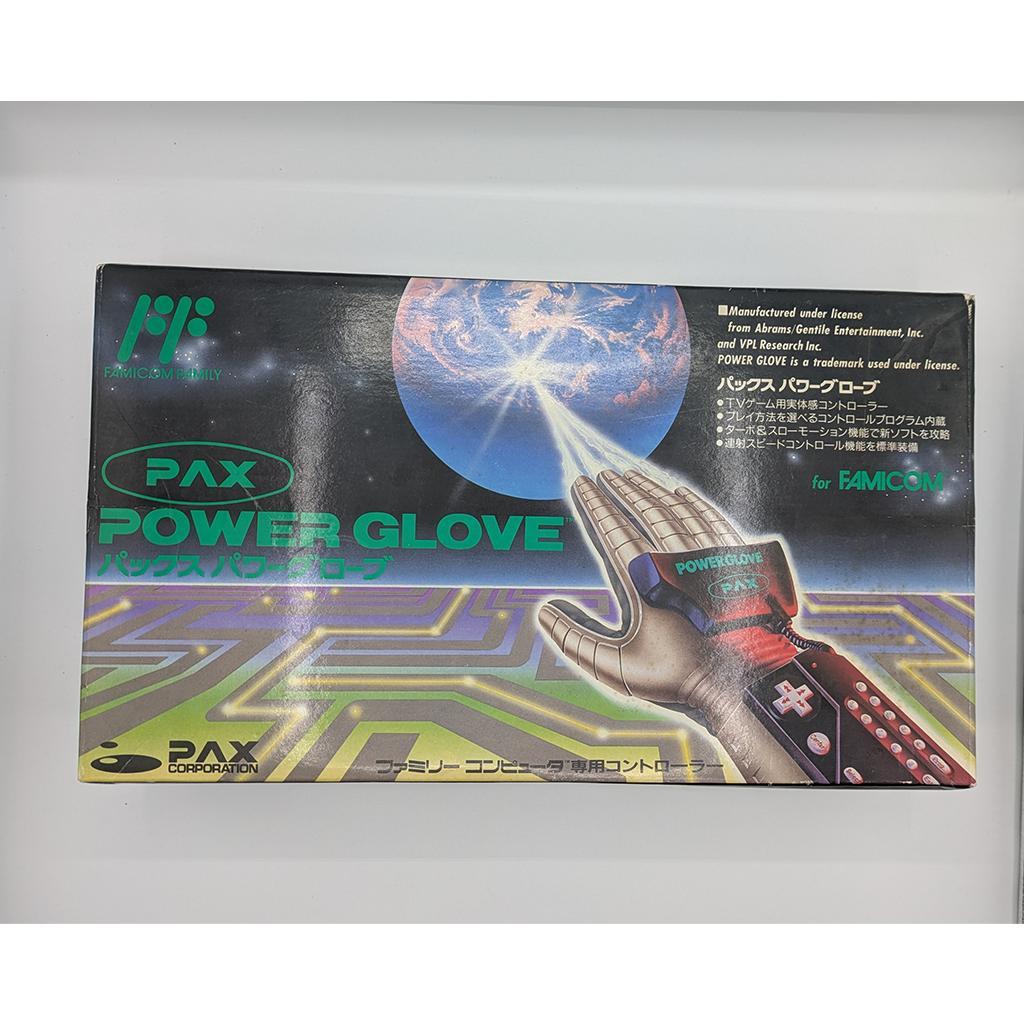 FAMICOM FAMILY
PAX
POWER GLOVE™
パックス パワーグローブ
■Manufactured under license
from Abrams/Gentile Entertainment, Inc.
and VPL Research Inc.
POWER GLOVE is a trademark used under license.
パックス パワーグローブ
●TVゲーム用実体感コントローラー
●プレイ方法を選べるコントロールプログラム内蔵
●ターボ&スローモーション機能で新ソフトを攻略
●連射スピードコントロール機能を標準装備
for FAMICOM
POWERGLOVE
PAX
PAX
CORPORATION
ファミリーコンピュータ™専用コントローラー